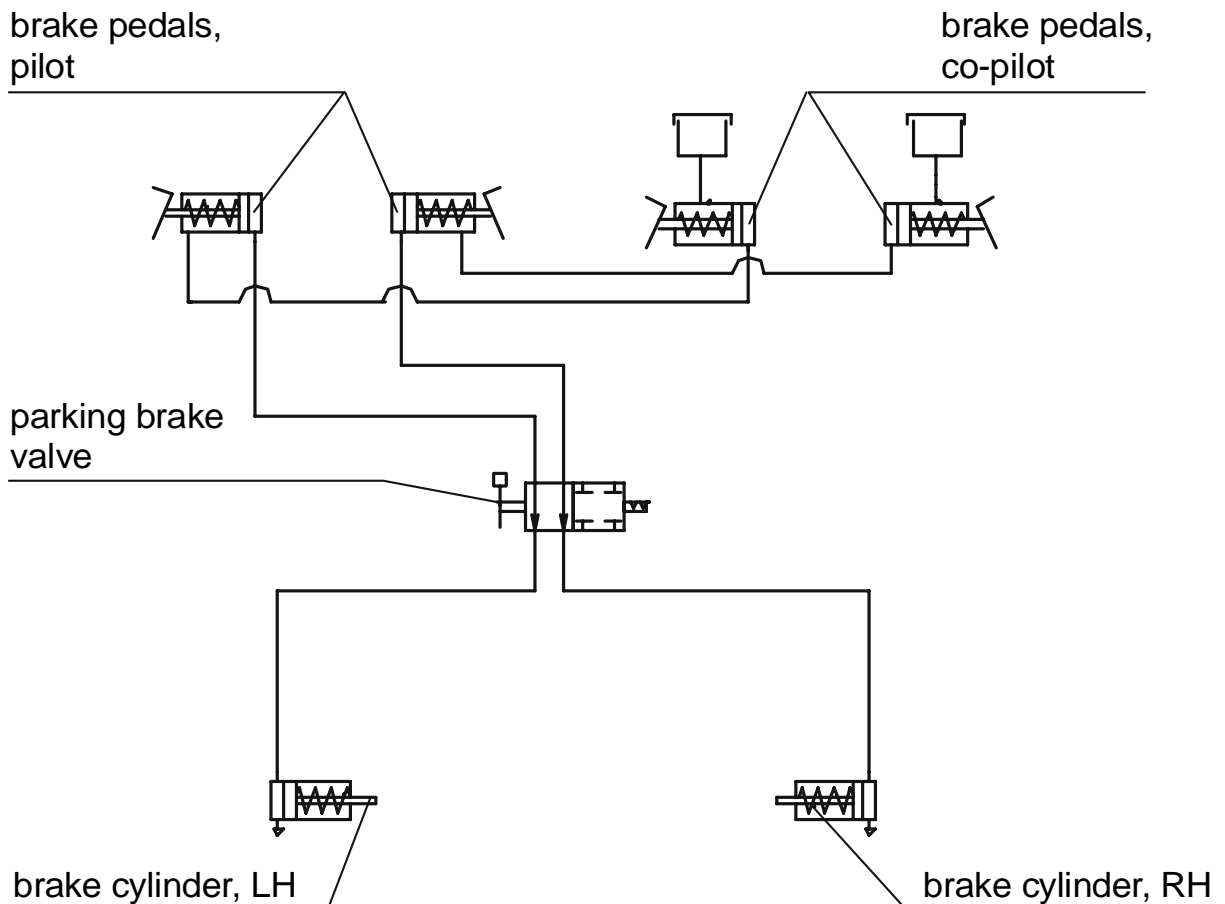 brake pedals,
pilot
brake pedals,
co-pilot
parking brake
valve
brake cylinder, LH
brake cylinder, RH